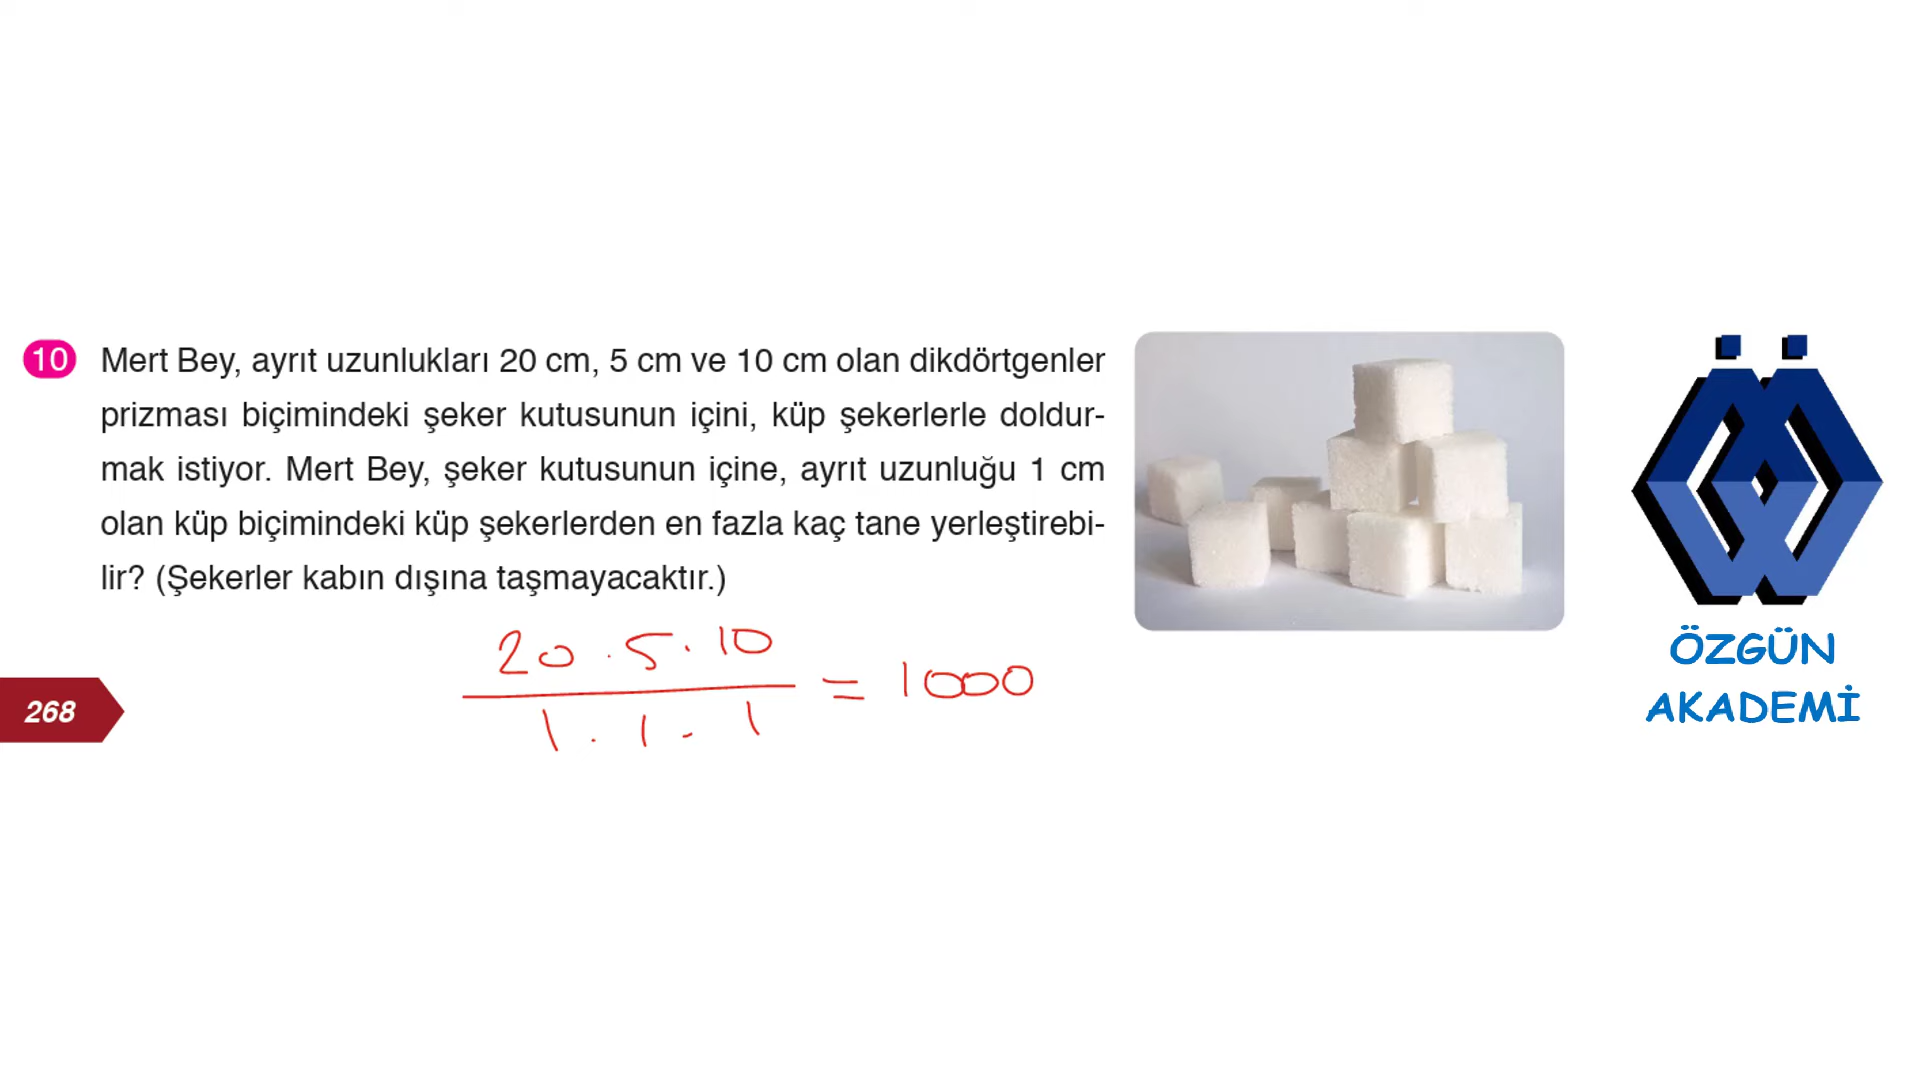 10 Mert Bey, ayrıt uzunlukları 20 cm, 5 cm ve 10 cm olan dikdörtgenler
prizması biçimindeki şeker kutusunun içini, küp şekerlerle doldur-
mak istiyor. Mert Bey, şeker kutusunun içine, ayrıt uzunluğu 1 cm
olan küp biçimindeki küp şekerlerden en fazla kaç tane yerleştirebi-
lir? (Şekerler kabın dışına taşmayacaktır.)
20 . 5 . 10
1 . 1 . 1
= 1000
268
ÖZGÜN
AKADEMİ